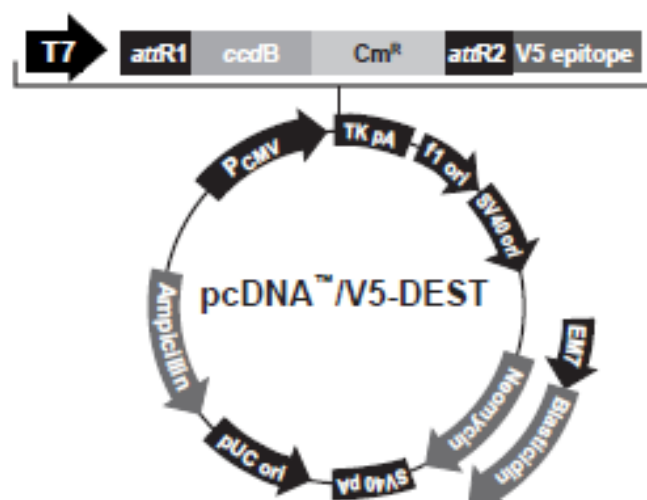 T7 attR1 ccdB Cmᴿ attR2 V5 epitope
PCMV
TK pA
f1 ori
SV40 ori
EM7
Neomycin
Blasticidin
SV40 pA
pUC ori
Ampicillin
pcDNA™/V5-DEST